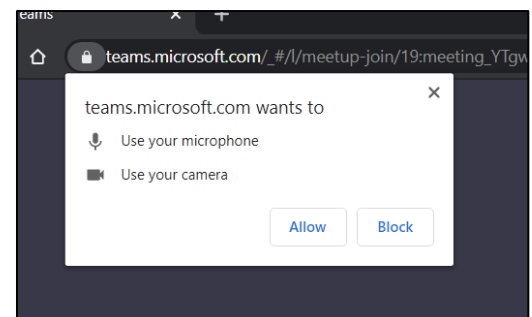 eams
teams.microsoft.com/_#/l/meetup-join/19:meeting_YTgw
teams.microsoft.com wants to
Use your microphone
Use your camera
Allow Block